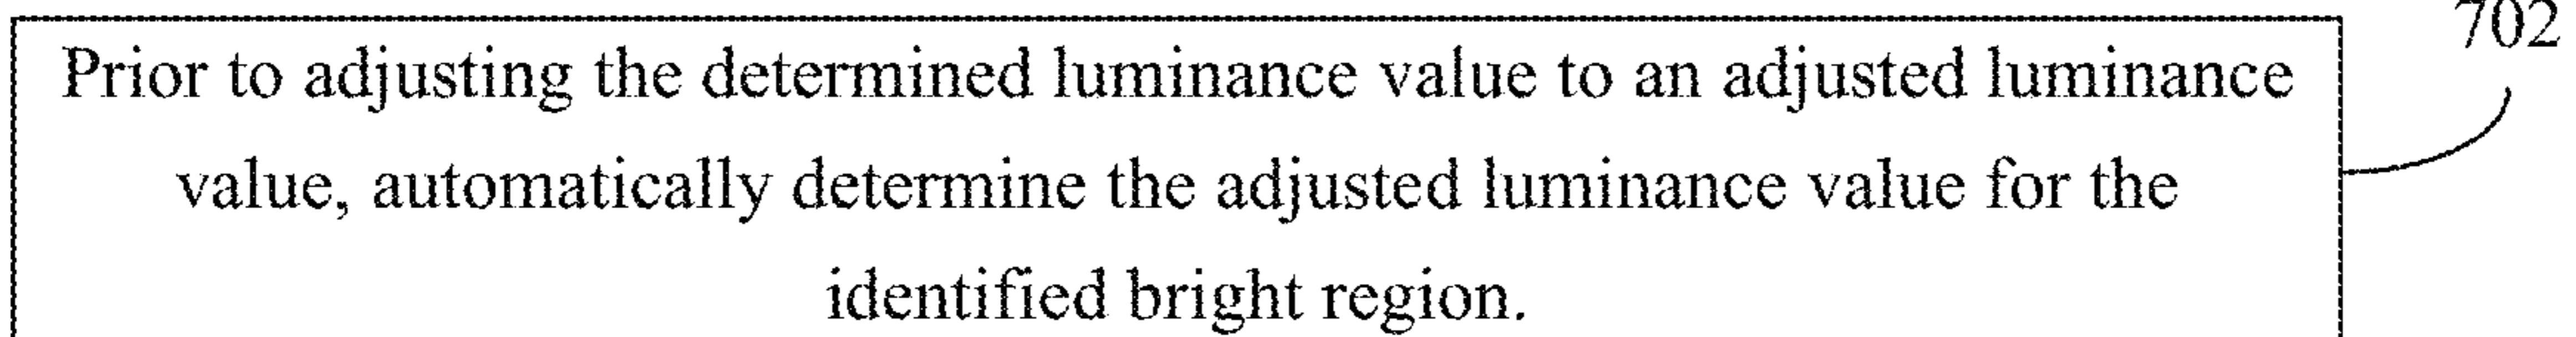 702
Prior to adjusting the determined luminance value to an adjusted luminance
value, automatically determine the adjusted luminance value for the
identified bright region.